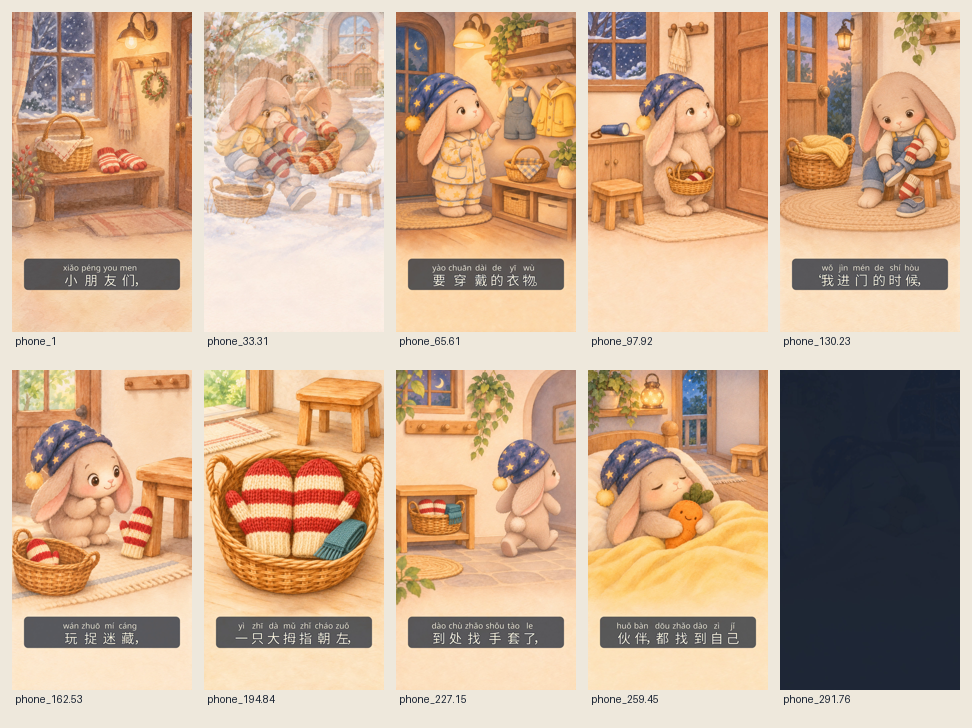 xiǎo péng you men
小朋友们,
phone_1
phone_33.31
yào chuān dài de yī wù
要穿戴的衣物,
phone_65.61
phone_97.92
wǒ jìn mén de shí hòu
“我进门的时候,
phone_130.23
wán zhuō mí cáng
玩捉迷藏,
phone_162.53
yì zhī dà mǔ zhǐ cháo zuǒ
一只大拇指朝左,
phone_194.84
dào chù zhǎo shǒu tào le
到处找手套了,
phone_227.15
huǒ bàn dōu zhǎo dào zì jǐ
伙伴,都找到自己
phone_259.45
phone_291.76